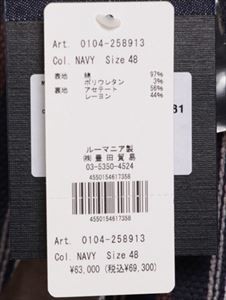 Art. 0104-258913
Col. NAVY Size 48
表地 綿 97%
ポリウレタン 3%
裏地 アセテート 56%
レーヨン 44%
ルーマニア製
㈱豊田貿易
03-5350-4524
4550154617358
4550154617358
Art. 0104-258913
Col. NAVY Size 48
¥63,000 (税込¥69,300)